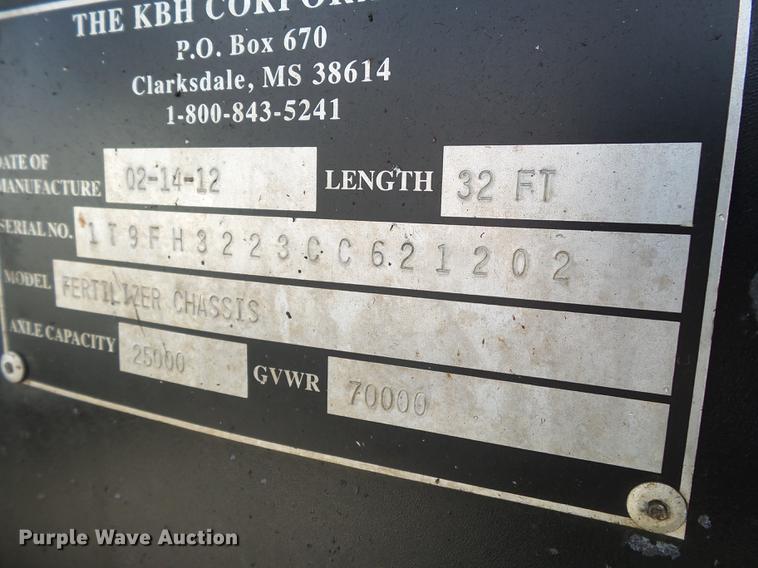 THE KBH CORPORA
P.O. Box 670
Clarksdale, MS 38614
1-800-843-5241
DATE OF MANUFACTURE 02-14-12 LENGTH 32 FT
SERIAL NO. 1T9FH3223CC621202
MODEL FERTILIZER CHASSIS
AXLE CAPACITY 25000 GVWR 70000
Purple Wave Auction